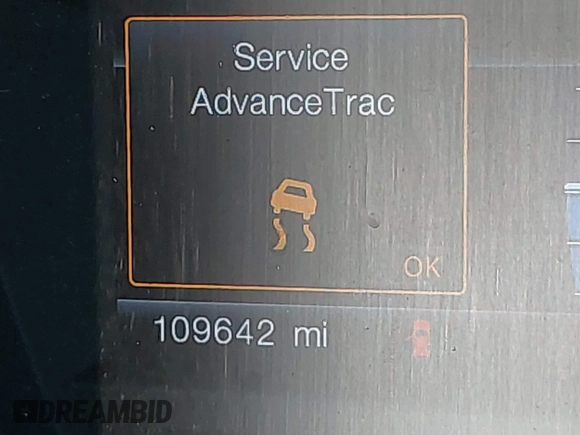 Service
AdvanceTrac
OK
109642 mi
DREAMBID